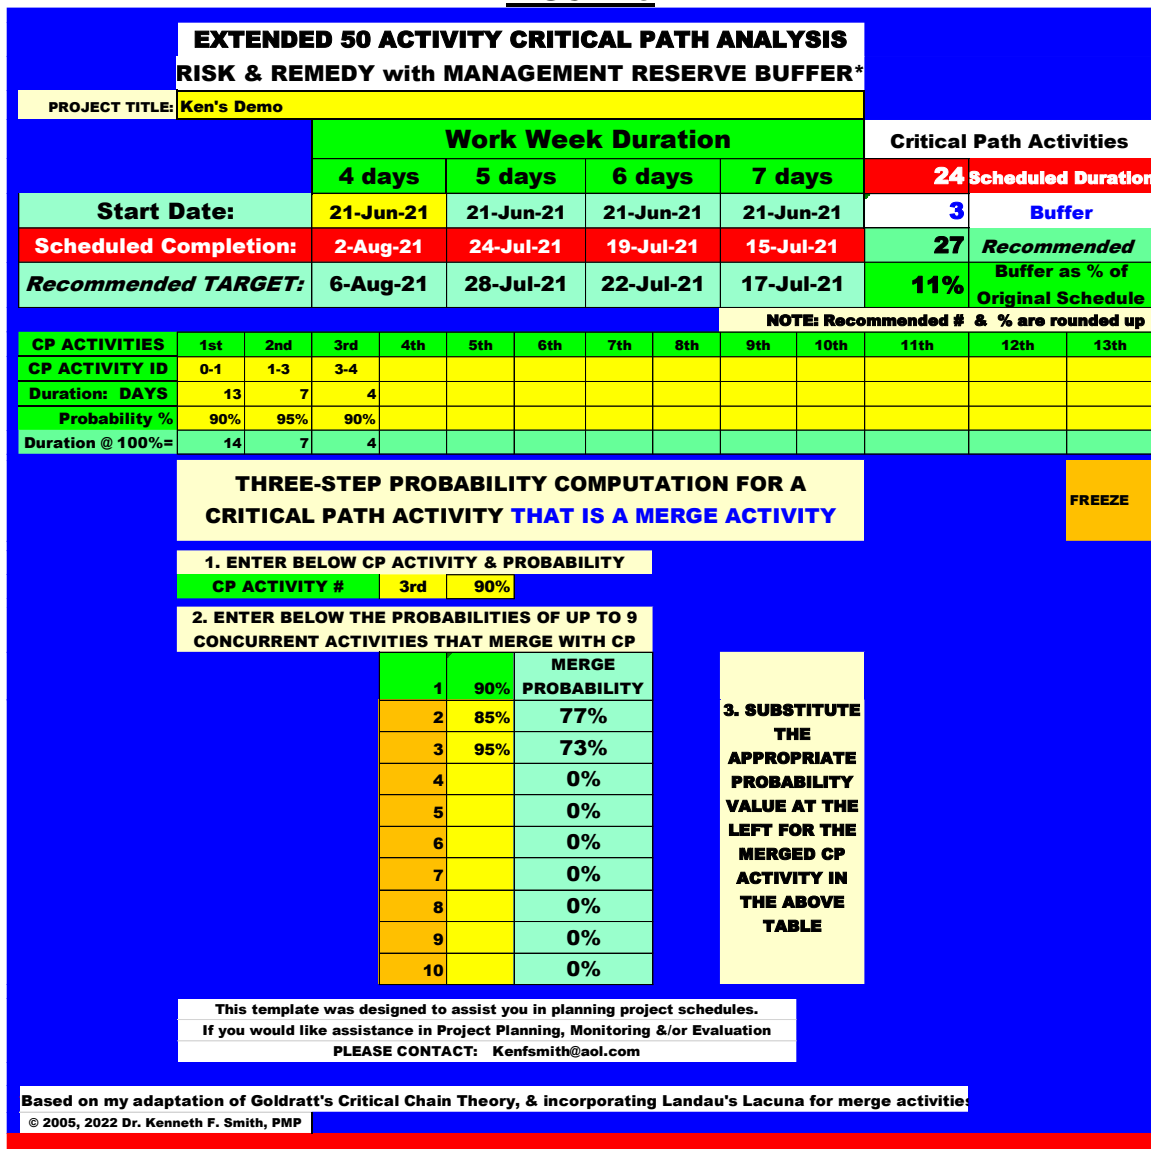 EXTENDED 50 ACTIVITY CRITICAL PATH ANALYSIS
RISK & REMEDY with MANAGEMENT RESERVE BUFFER*
PROJECT TITLE: Ken's Demo
Work Week Duration Critical Path Activities
4 days 5 days 6 days 7 days 24 Scheduled Duration
Start Date: 21-Jun-21 21-Jun-21 21-Jun-21 21-Jun-21 3 Buffer
Scheduled Completion: 2-Aug-21 24-Jul-21 19-Jul-21 15-Jul-21 27 Recommended
Recommended TARGET: 6-Aug-21 28-Jul-21 22-Jul-21 17-Jul-21 11% Buffer as % of
Original Schedule
NOTE: Recommended # & % are rounded up
CP ACTIVITIES 1st 2nd 3rd 4th 5th 6th 7th 8th 9th 10th 11th 12th 13th
CP ACTIVITY ID 0-1 1-3 3-4
Duration: DAYS 13 7 4
Probability % 90% 95% 90%
Duration @ 100%= 14 7 4
THREE-STEP PROBABILITY COMPUTATION FOR A
CRITICAL PATH ACTIVITY THAT IS A MERGE ACTIVITY
FREEZE
1. ENTER BELOW CP ACTIVITY & PROBABILITY
CP ACTIVITY # 3rd 90%
2. ENTER BELOW THE PROBABILITIES OF UP TO 9
CONCURRENT ACTIVITIES THAT MERGE WITH CP
MERGE
1 90% PROBABILITY
2 85% 77%
3 95% 73%
4 0%
5 0%
6 0%
7 0%
8 0%
9 0%
10 0%
3. SUBSTITUTE
THE
APPROPRIATE
PROBABILITY
VALUE AT THE
LEFT FOR THE
MERGED CP
ACTIVITY IN
THE ABOVE
TABLE
This template was designed to assist you in planning project schedules.
If you would like assistance in Project Planning, Monitoring &/or Evaluation
PLEASE CONTACT: Kenfsmith@aol.com
Based on my adaptation of Goldratt's Critical Chain Theory, & incorporating Landau's Lacuna for merge activities
© 2005, 2022 Dr. Kenneth F. Smith, PMP